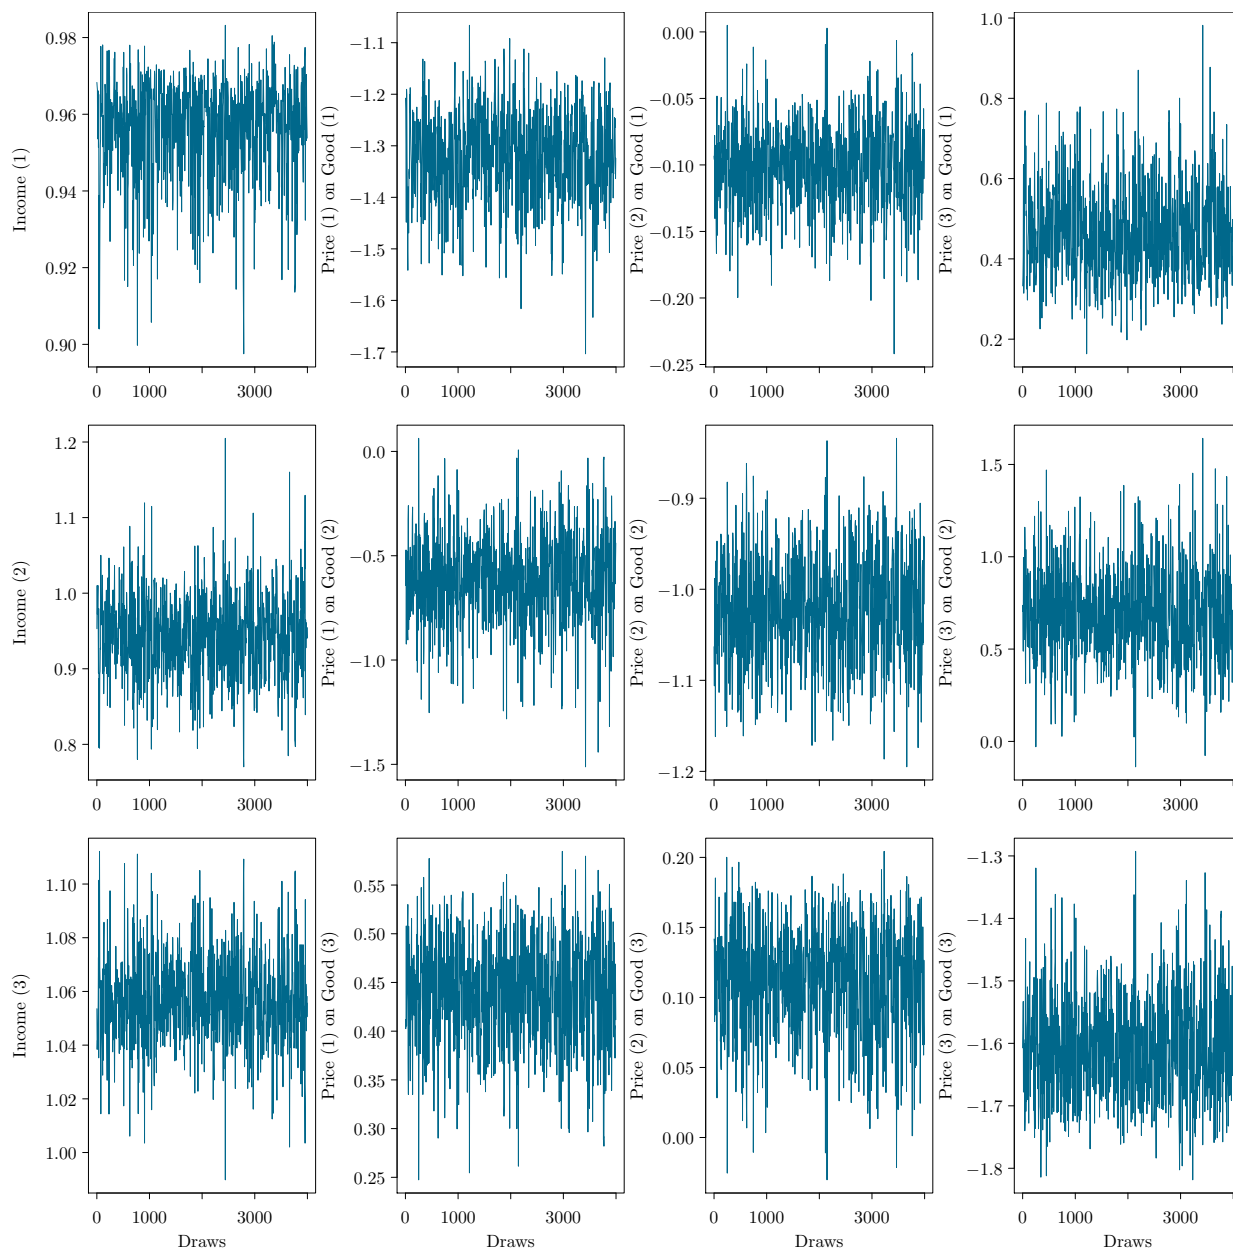 Income (1)
0.98
0.96
0.94
0.92
0.90
0 1000 3000
Price (1) on Good (1)
−1.1
−1.2
−1.3
−1.4
−1.5
−1.6
−1.7
0 1000 3000
Price (2) on Good (1)
0.00
−0.05
−0.10
−0.15
−0.20
−0.25
0 1000 3000
Price (3) on Good (1)
1.0
0.8
0.6
0.4
0.2
0 1000 3000
Income (2)
1.2
1.1
1.0
0.9
0.8
0 1000 3000
Price (1) on Good (2)
0.0
−0.5
−1.0
−1.5
0 1000 3000
Price (2) on Good (2)
−0.9
−1.0
−1.1
−1.2
0 1000 3000
Price (3) on Good (2)
1.5
1.0
0.5
0.0
0 1000 3000
Income (3)
1.10
1.08
1.06
1.04
1.02
1.00
0 1000 3000
Draws
Price (1) on Good (3)
0.55
0.50
0.45
0.40
0.35
0.30
0.25
0 1000 3000
Draws
Price (2) on Good (3)
0.20
0.15
0.10
0.05
0.00
0 1000 3000
Draws
Price (3) on Good (3)
−1.3
−1.4
−1.5
−1.6
−1.7
−1.8
0 1000 3000
Draws